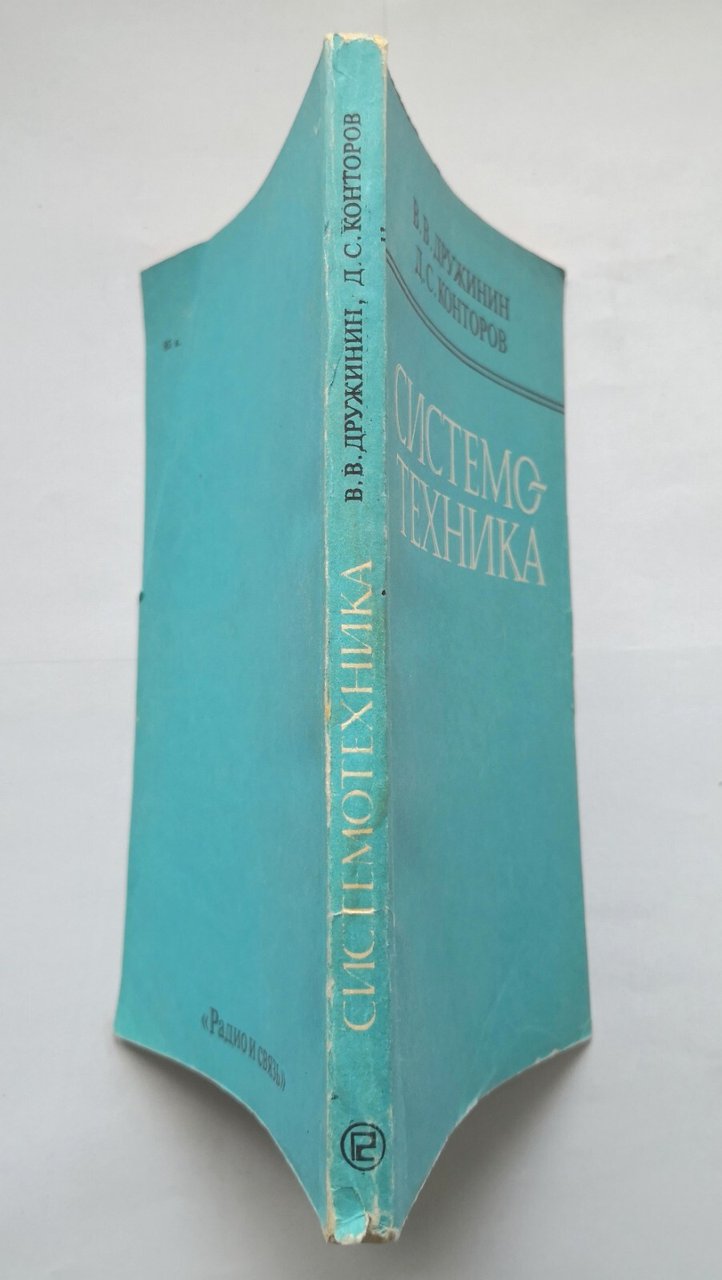 В. В. ДРУЖИНИН, Д. С. КОНТОРОВ
СИСТЕМОТЕХНИКА
В. В. ДРУЖИНИН
Д. С. КОНТОРОВ
СИСТЕМО-
ТЕХНИКА
«Радио и связь»